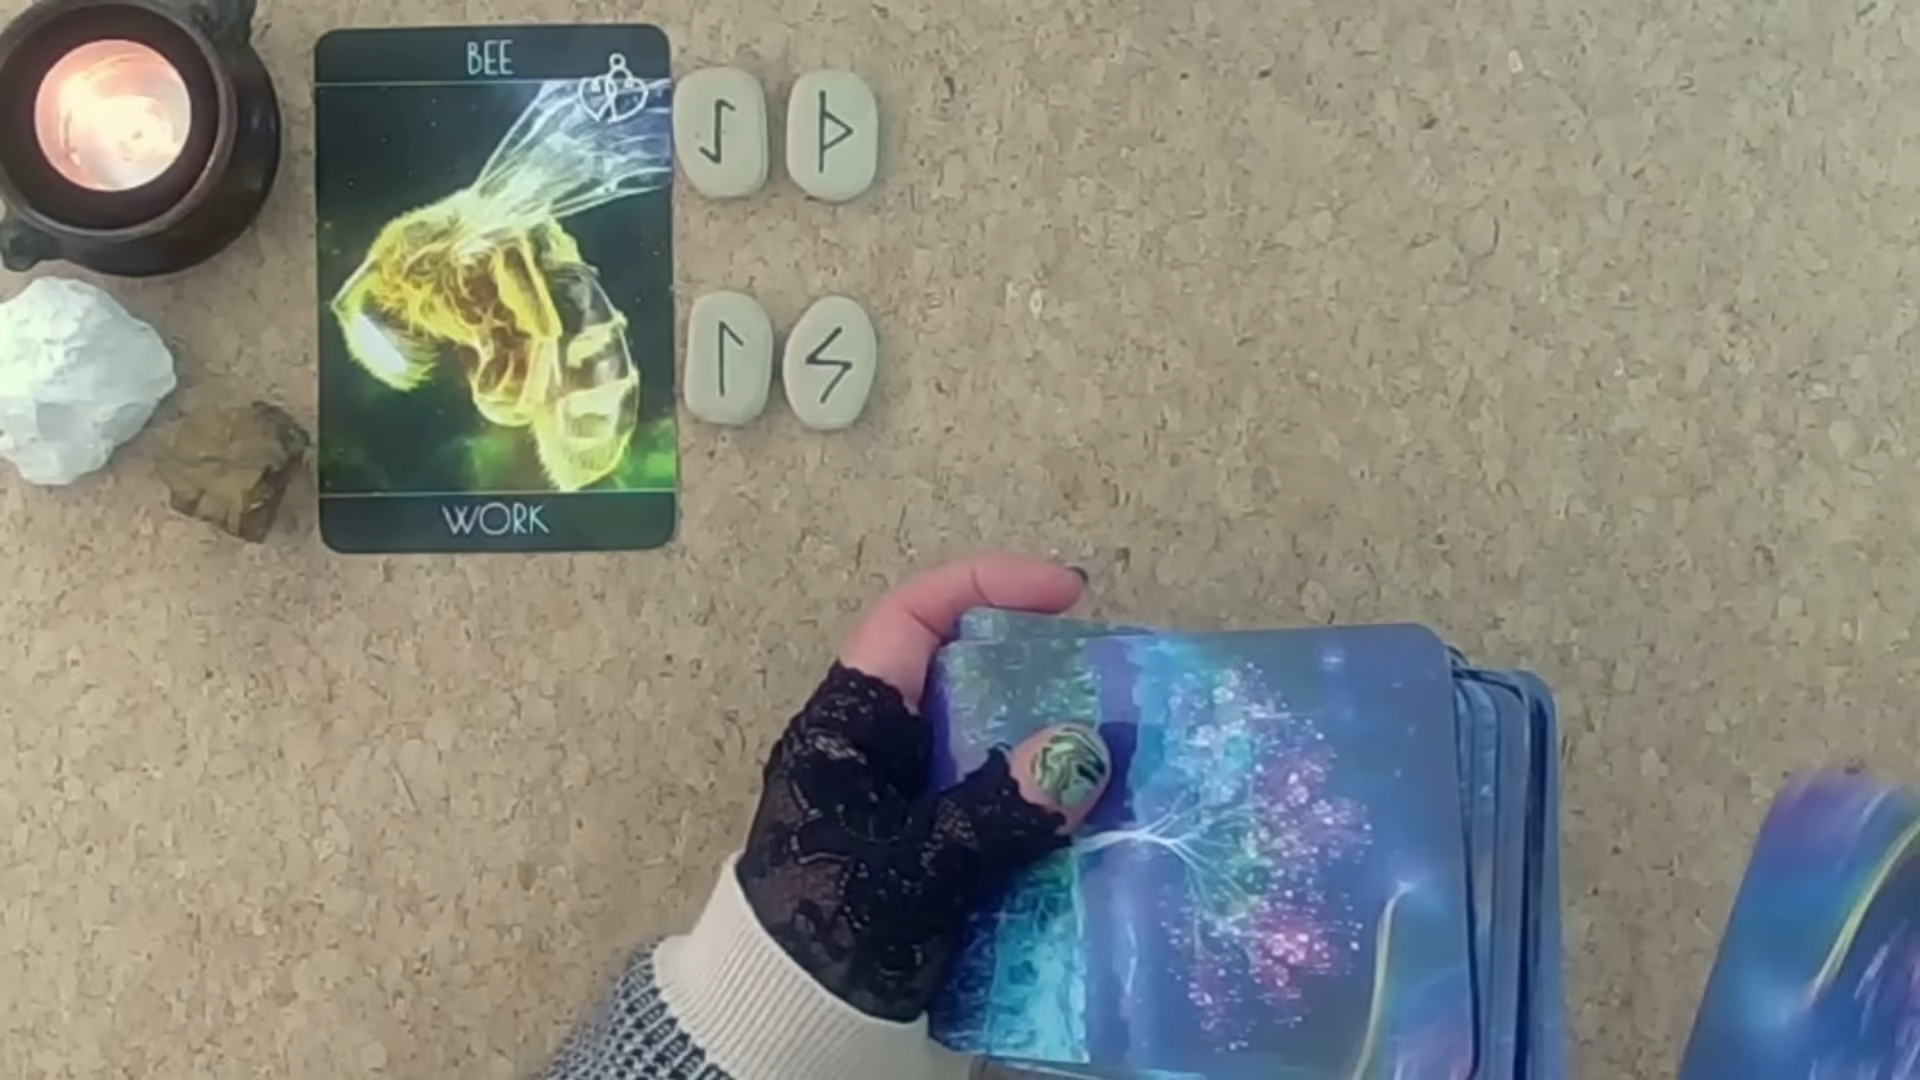 BEE
ᛇ ᚦ
ᛚ ᛋ
WORK